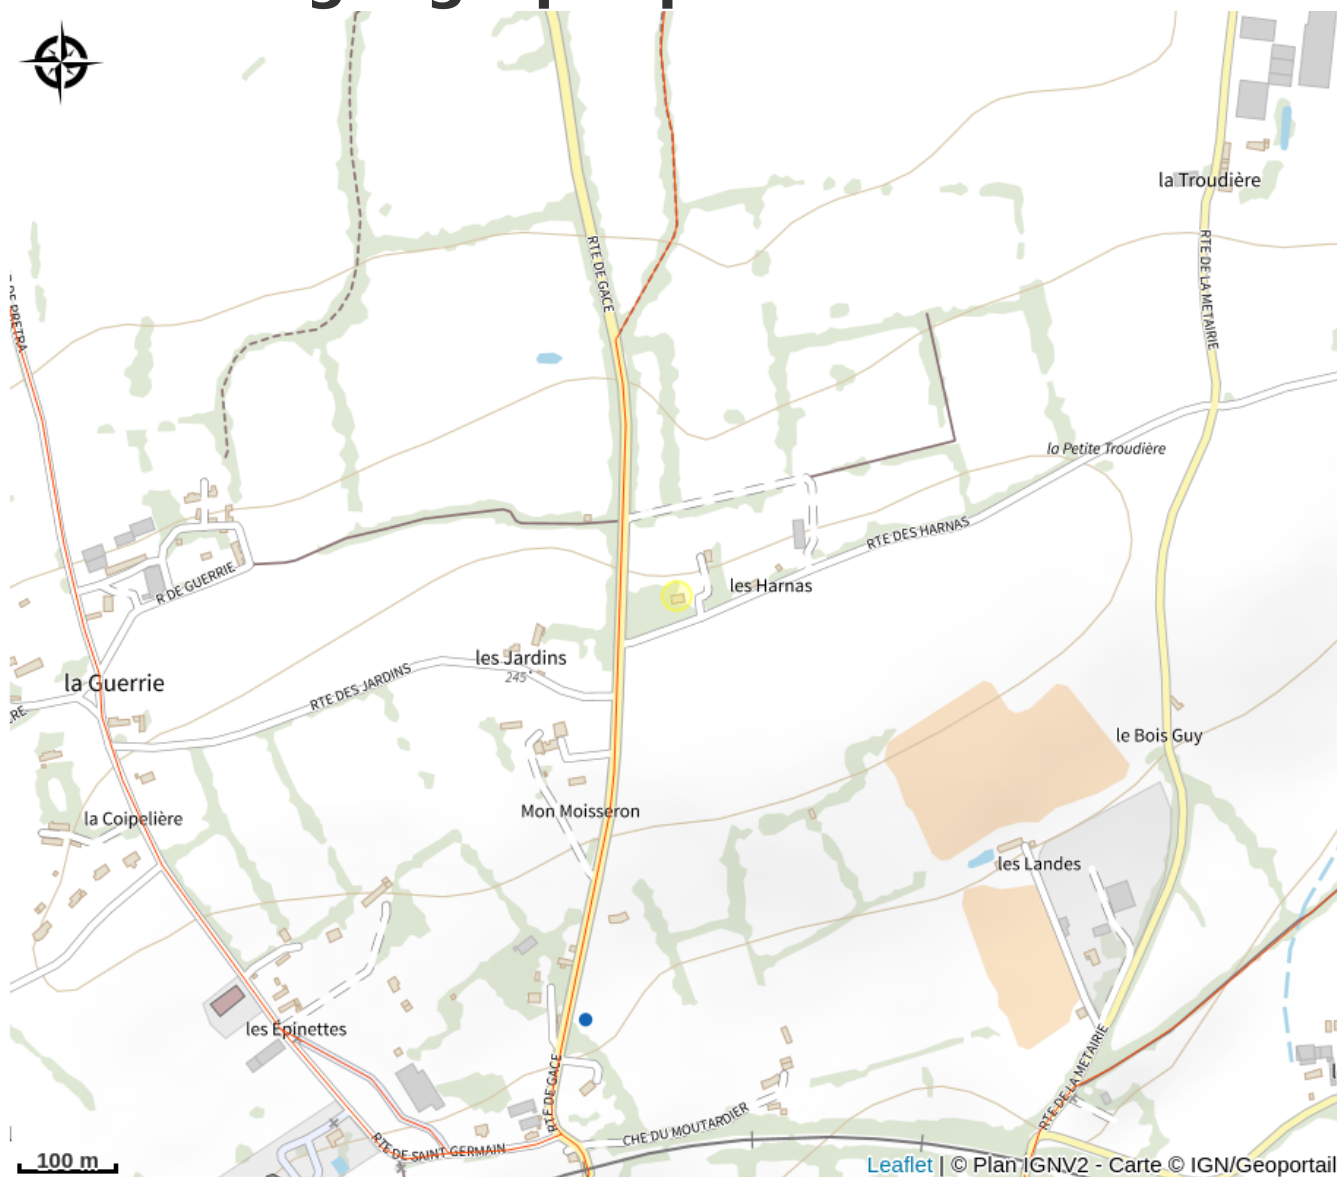 la Troudière
RTE DE GACE
RTE DE LA METAIRIE
DE PRETRA
la Petite Troudière
RTE DES HARNAS
R DE GUERRIE
les Harnas
les Jardins
245
RTE DES JARDINS
la Guerrie
le Bois Guy
Mon Moisseron
la Coipelière
les Landes
les Epinettes
RTE DE GACE
RTE DE LA METAIRIE
CHE DU MOUTARDIER
RTE DE SAINT GERMAIN
100 m
Leaflet | © Plan IGNV2 - Carte © IGN/Geoportail